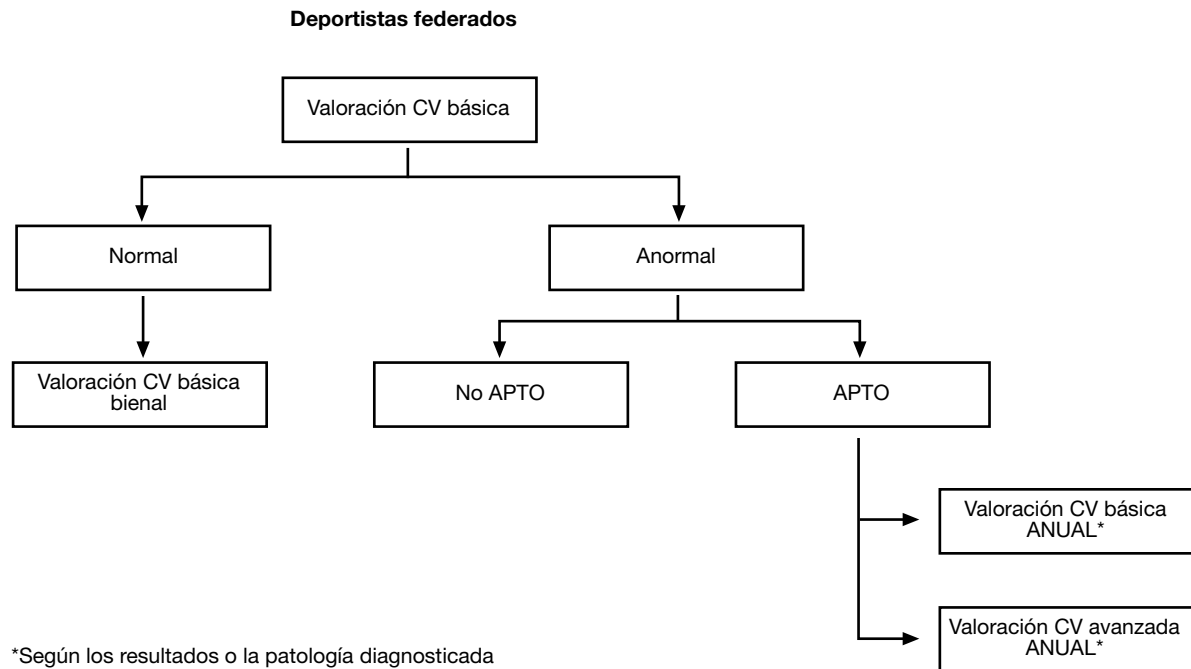 Deportistas federados
Valoración CV básica
Normal
Anormal
Valoración CV básica
bienal
No APTO
APTO
Valoración CV básica
ANUAL*
Valoración CV avanzada
ANUAL*
*Según los resultados o la patología diagnosticada